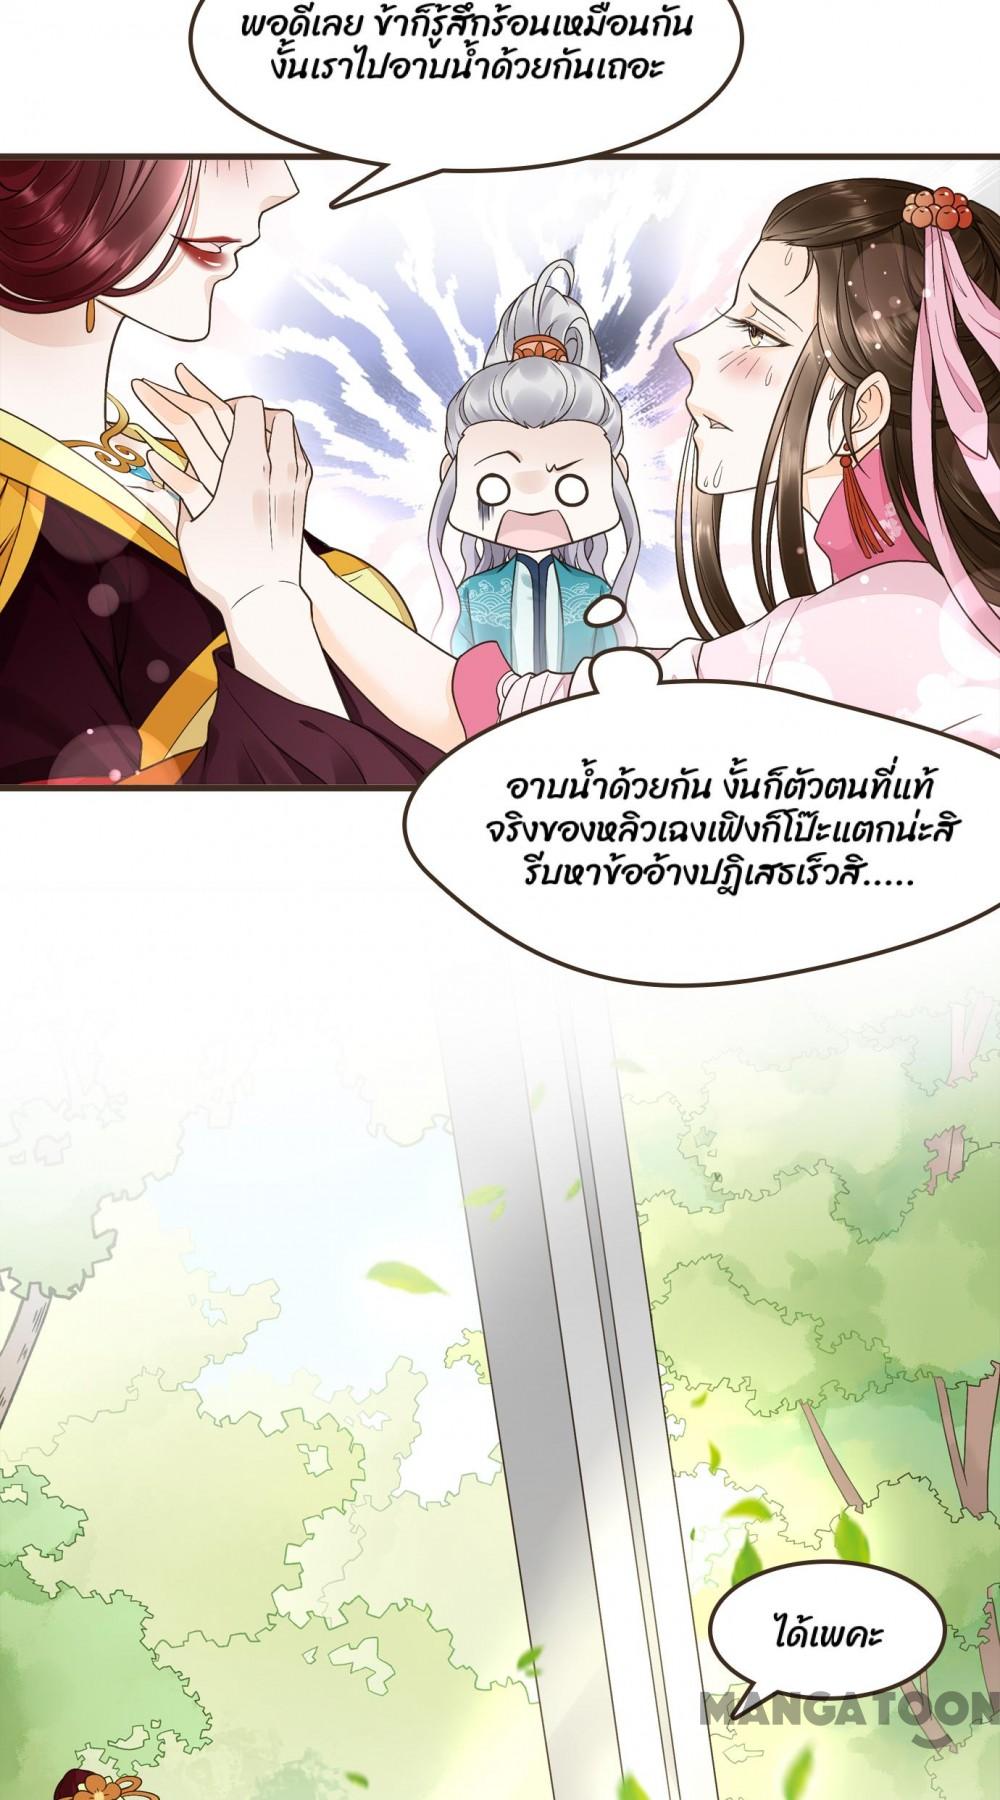 พอดีเลย ข้าก็รู้สึกร้อนเหมือนกัน
งั้นเราไปอาบน้ำด้วยกันเถอะ
อาบน้ำด้วยกัน งั้นก็ตัวตนที่แท้
จริงของหลิวเฉงเฟิงก็โป๊ะแตกน่ะสิ
รีบหาข้ออ้างปฎิเสธเร็วสิ.....
ได้เพคะ
MANGATOON